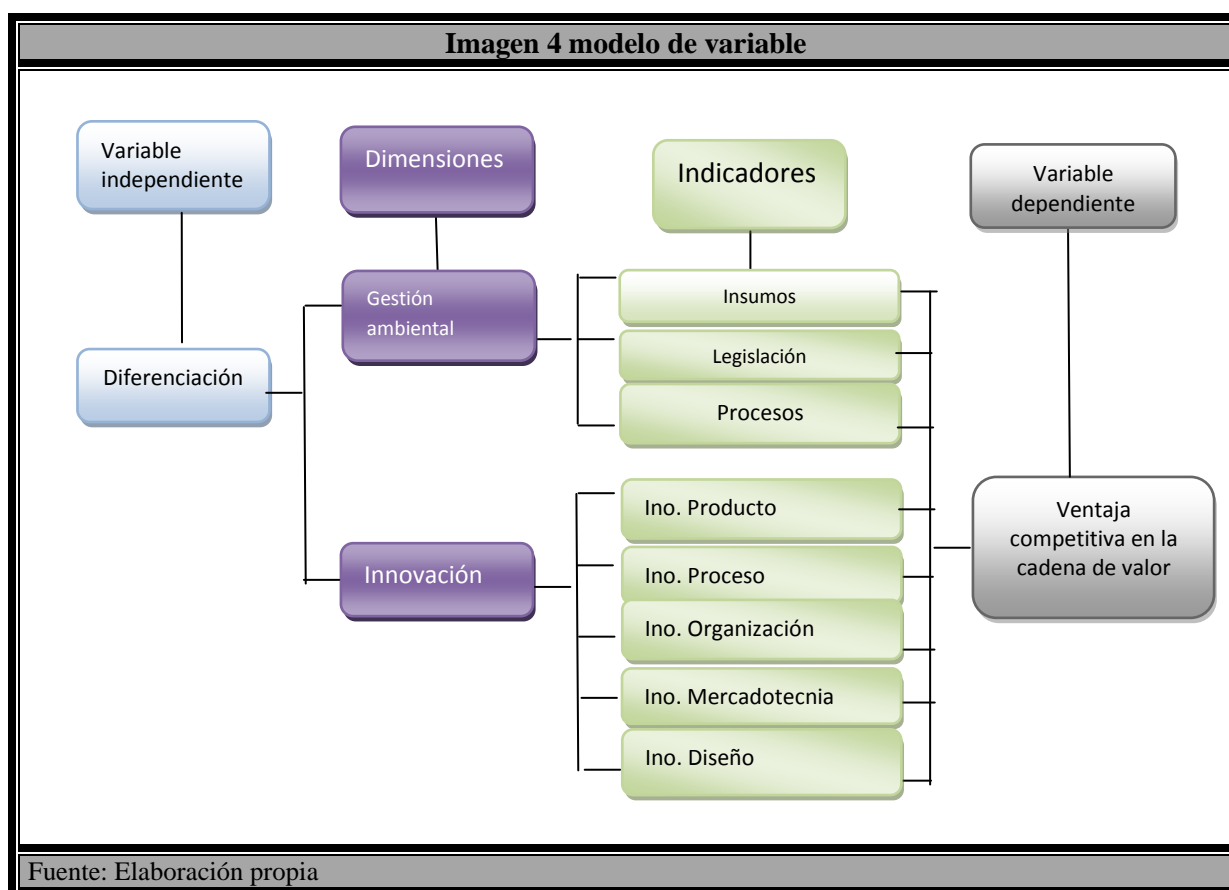 Imagen 4 modelo de variable
Variable
independiente
Dimensiones
Indicadores
Variable
dependiente
Diferenciación
Gestión
ambiental
Insumos
Legislación
Procesos
Innovación
Ino. Producto
Ino. Proceso
Ino. Organización
Ino. Mercadotecnia
Ino. Diseño
Ventaja
competitiva en la
cadena de valor
Fuente: Elaboración propia